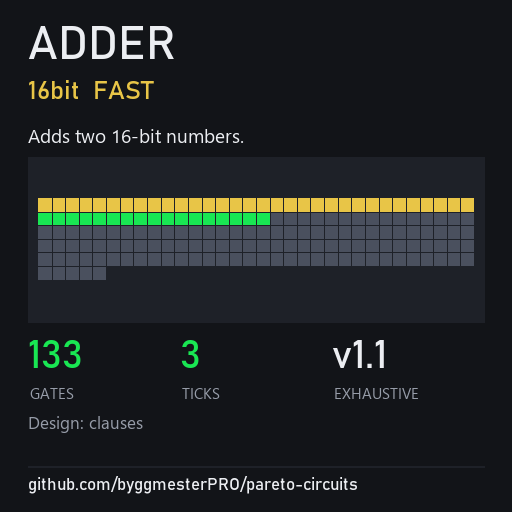 ADDER
16bit FAST
Adds two 16-bit numbers.
133 3 v1.1
GATES TICKS EXHAUSTIVE
Design: clauses
github.com/byggmesterPRO/pareto-circuits